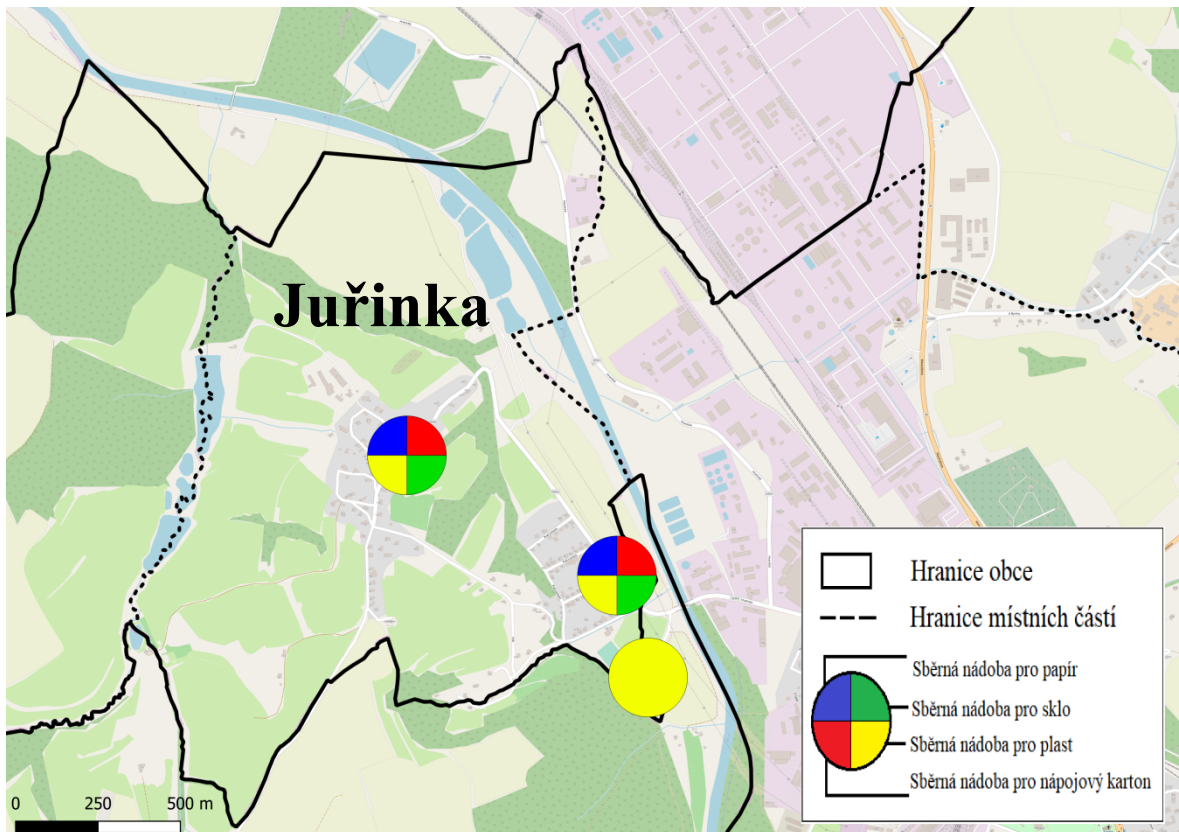 Juřinka
Hranice obce
Hranice místních částí
Sběrná nádoba pro papír
Sběrná nádoba pro sklo
Sběrná nádoba pro plast
Sběrná nádoba pro nápojový karton
0 250 500 m